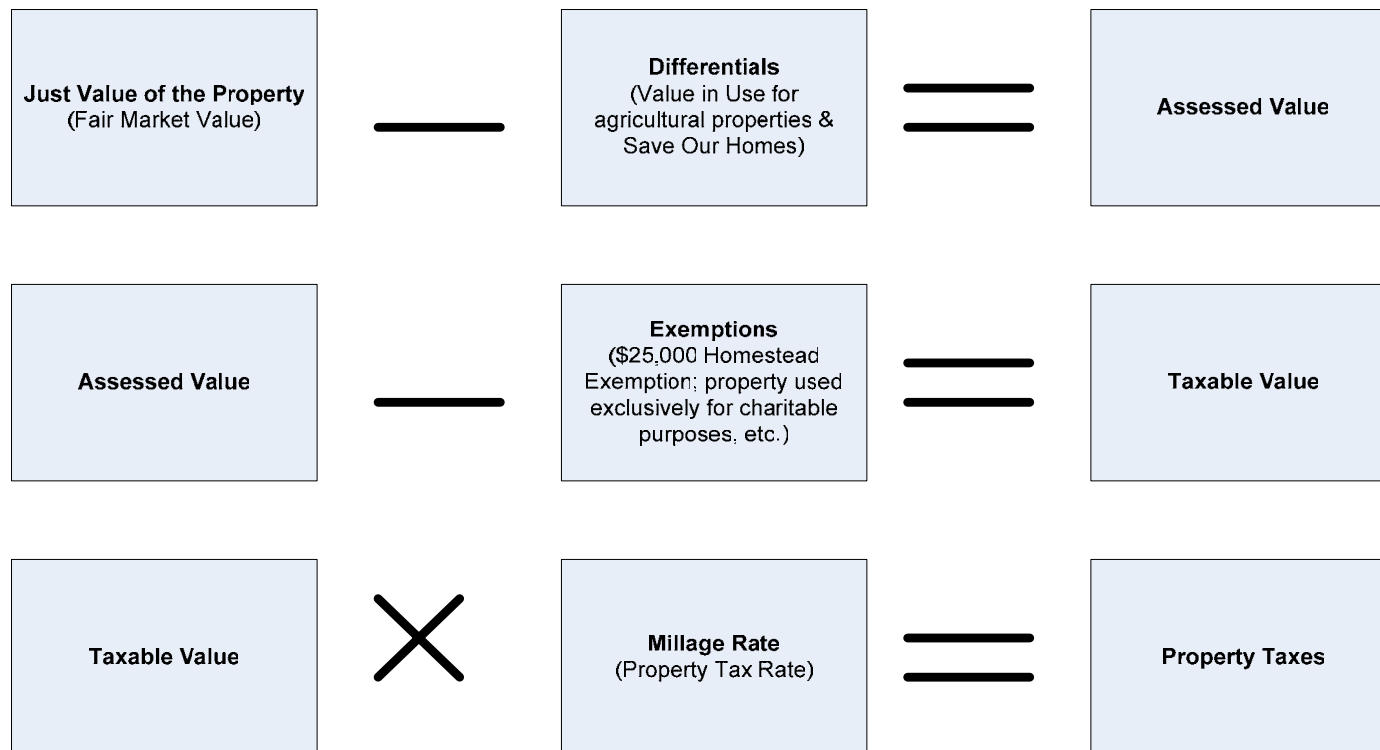 Just Value of the Property
(Fair Market Value)
Differentials
(Value in Use for
agricultural properties &
Save Our Homes)
Assessed Value
Assessed Value
Exemptions
($25,000 Homestead
Exemption; property used
exclusively for charitable
purposes, etc.)
Taxable Value
Taxable Value
Millage Rate
(Property Tax Rate)
Property Taxes